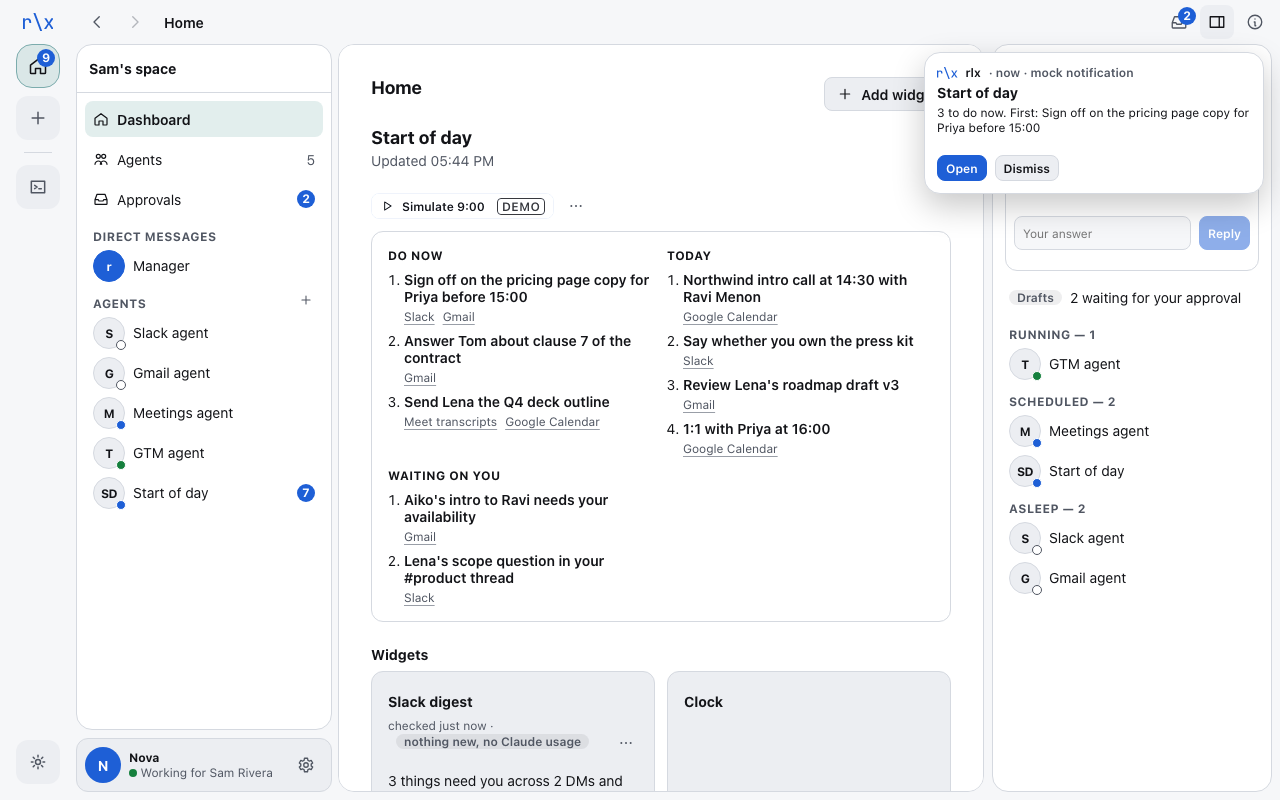 r\x
Home
2
9
Sam's space
Dashboard
Agents
5
Approvals
2
DIRECT MESSAGES
r
Manager
AGENTS
S
Slack agent
G
Gmail agent
M
Meetings agent
T
GTM agent
SD
Start of day
7
N
Nova
Working for Sam Rivera
Home
Add widg
Start of day
Updated 05:44 PM
Simulate 9:00
DEMO
DO NOW
1. Sign off on the pricing page copy for
Priya before 15:00
Slack Gmail
2. Answer Tom about clause 7 of the
contract
Gmail
3. Send Lena the Q4 deck outline
Meet transcripts Google Calendar
TODAY
1. Northwind intro call at 14:30 with
Ravi Menon
Google Calendar
2. Say whether you own the press kit
Slack
3. Review Lena's roadmap draft v3
Gmail
4. 1:1 with Priya at 16:00
Google Calendar
WAITING ON YOU
1. Aiko's intro to Ravi needs your
availability
Gmail
2. Lena's scope question in your
#product thread
Slack
Widgets
Slack digest
checked just now ·
nothing new, no Claude usage
3 things need you across 2 DMs and
Clock
r\x rlx · now · mock notification
Start of day
3 to do now. First: Sign off on the pricing page copy for
Priya before 15:00
Open
Dismiss
Your answer
Reply
Drafts
2 waiting for your approval
RUNNING — 1
T
GTM agent
SCHEDULED — 2
M
Meetings agent
SD
Start of day
ASLEEP — 2
S
Slack agent
G
Gmail agent